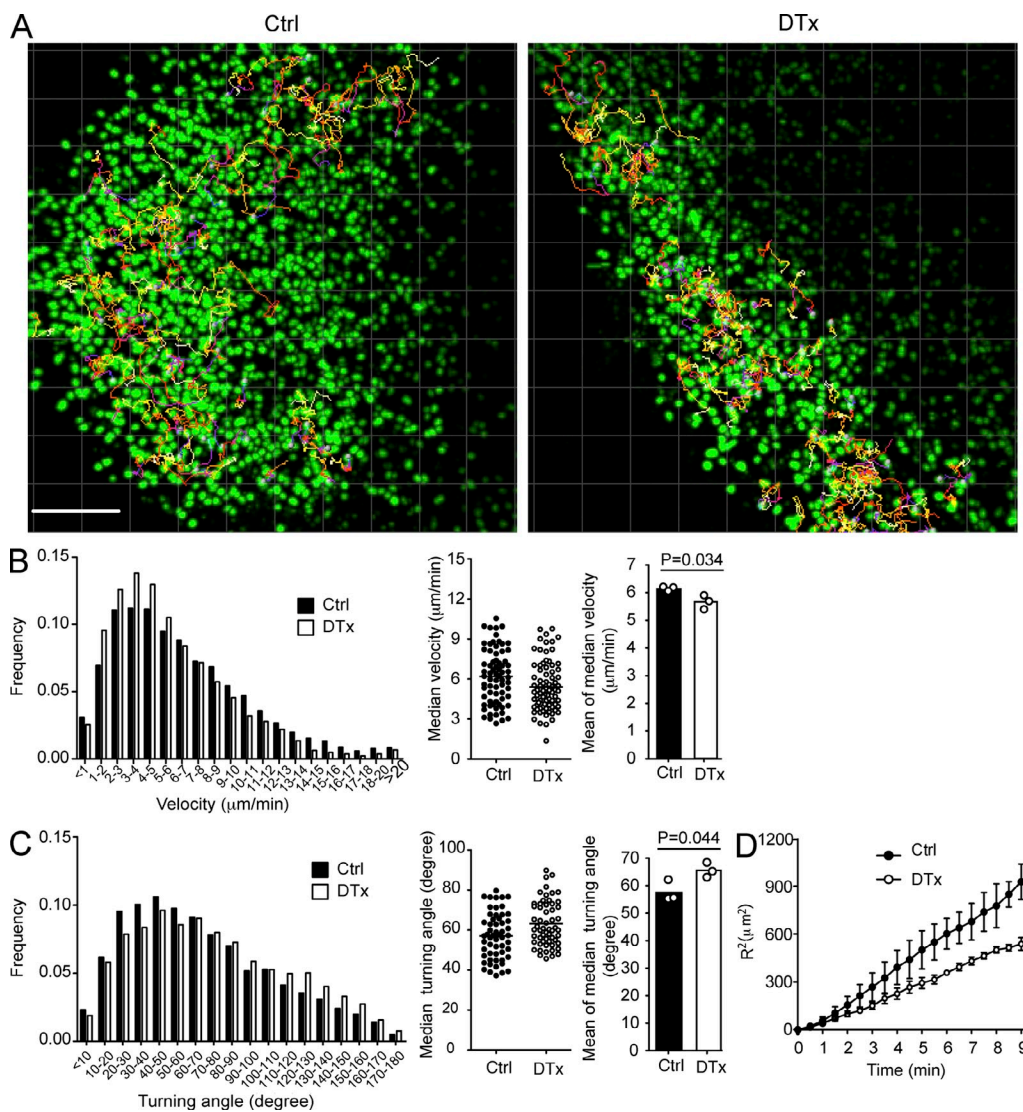 A
Ctrl
DTx
B
0.15
0.10
0.05
0.00
Frequency
Ctrl
DTx
<1
1-2
2-3
3-4
4-5
5-6
6-7
7-8
8-9
9-10
10-11
11-12
12-13
13-14
14-15
15-16
16-17
17-18
18-20
>20
Velocity (μm/min)
Median velocity (μm/min)
15
12
9
6
3
0
Ctrl
DTx
Mean of median velocity
(μm/min)
P=0.034
7
6
5
4
3
2
1
0
Ctrl
DTx
C
0.15
0.10
0.05
0.00
Frequency
Ctrl
DTx
<10
10-20
20-30
30-40
40-50
50-60
60-70
70-80
80-90
90-100
100-110
110-120
120-130
130-140
140-150
150-160
160-170
170-180
Turning angle (degree)
Median turning angle (degree)
100
80
60
40
20
0
Ctrl
DTx
Mean of median turning angle
(degree)
P=0.044
70
60
50
40
30
20
10
0
Ctrl
DTx
D
1200
900
600
300
0
R²(μm²)
Ctrl
DTx
0 1 2 3 4 5 6 7 8 9
Time (min)